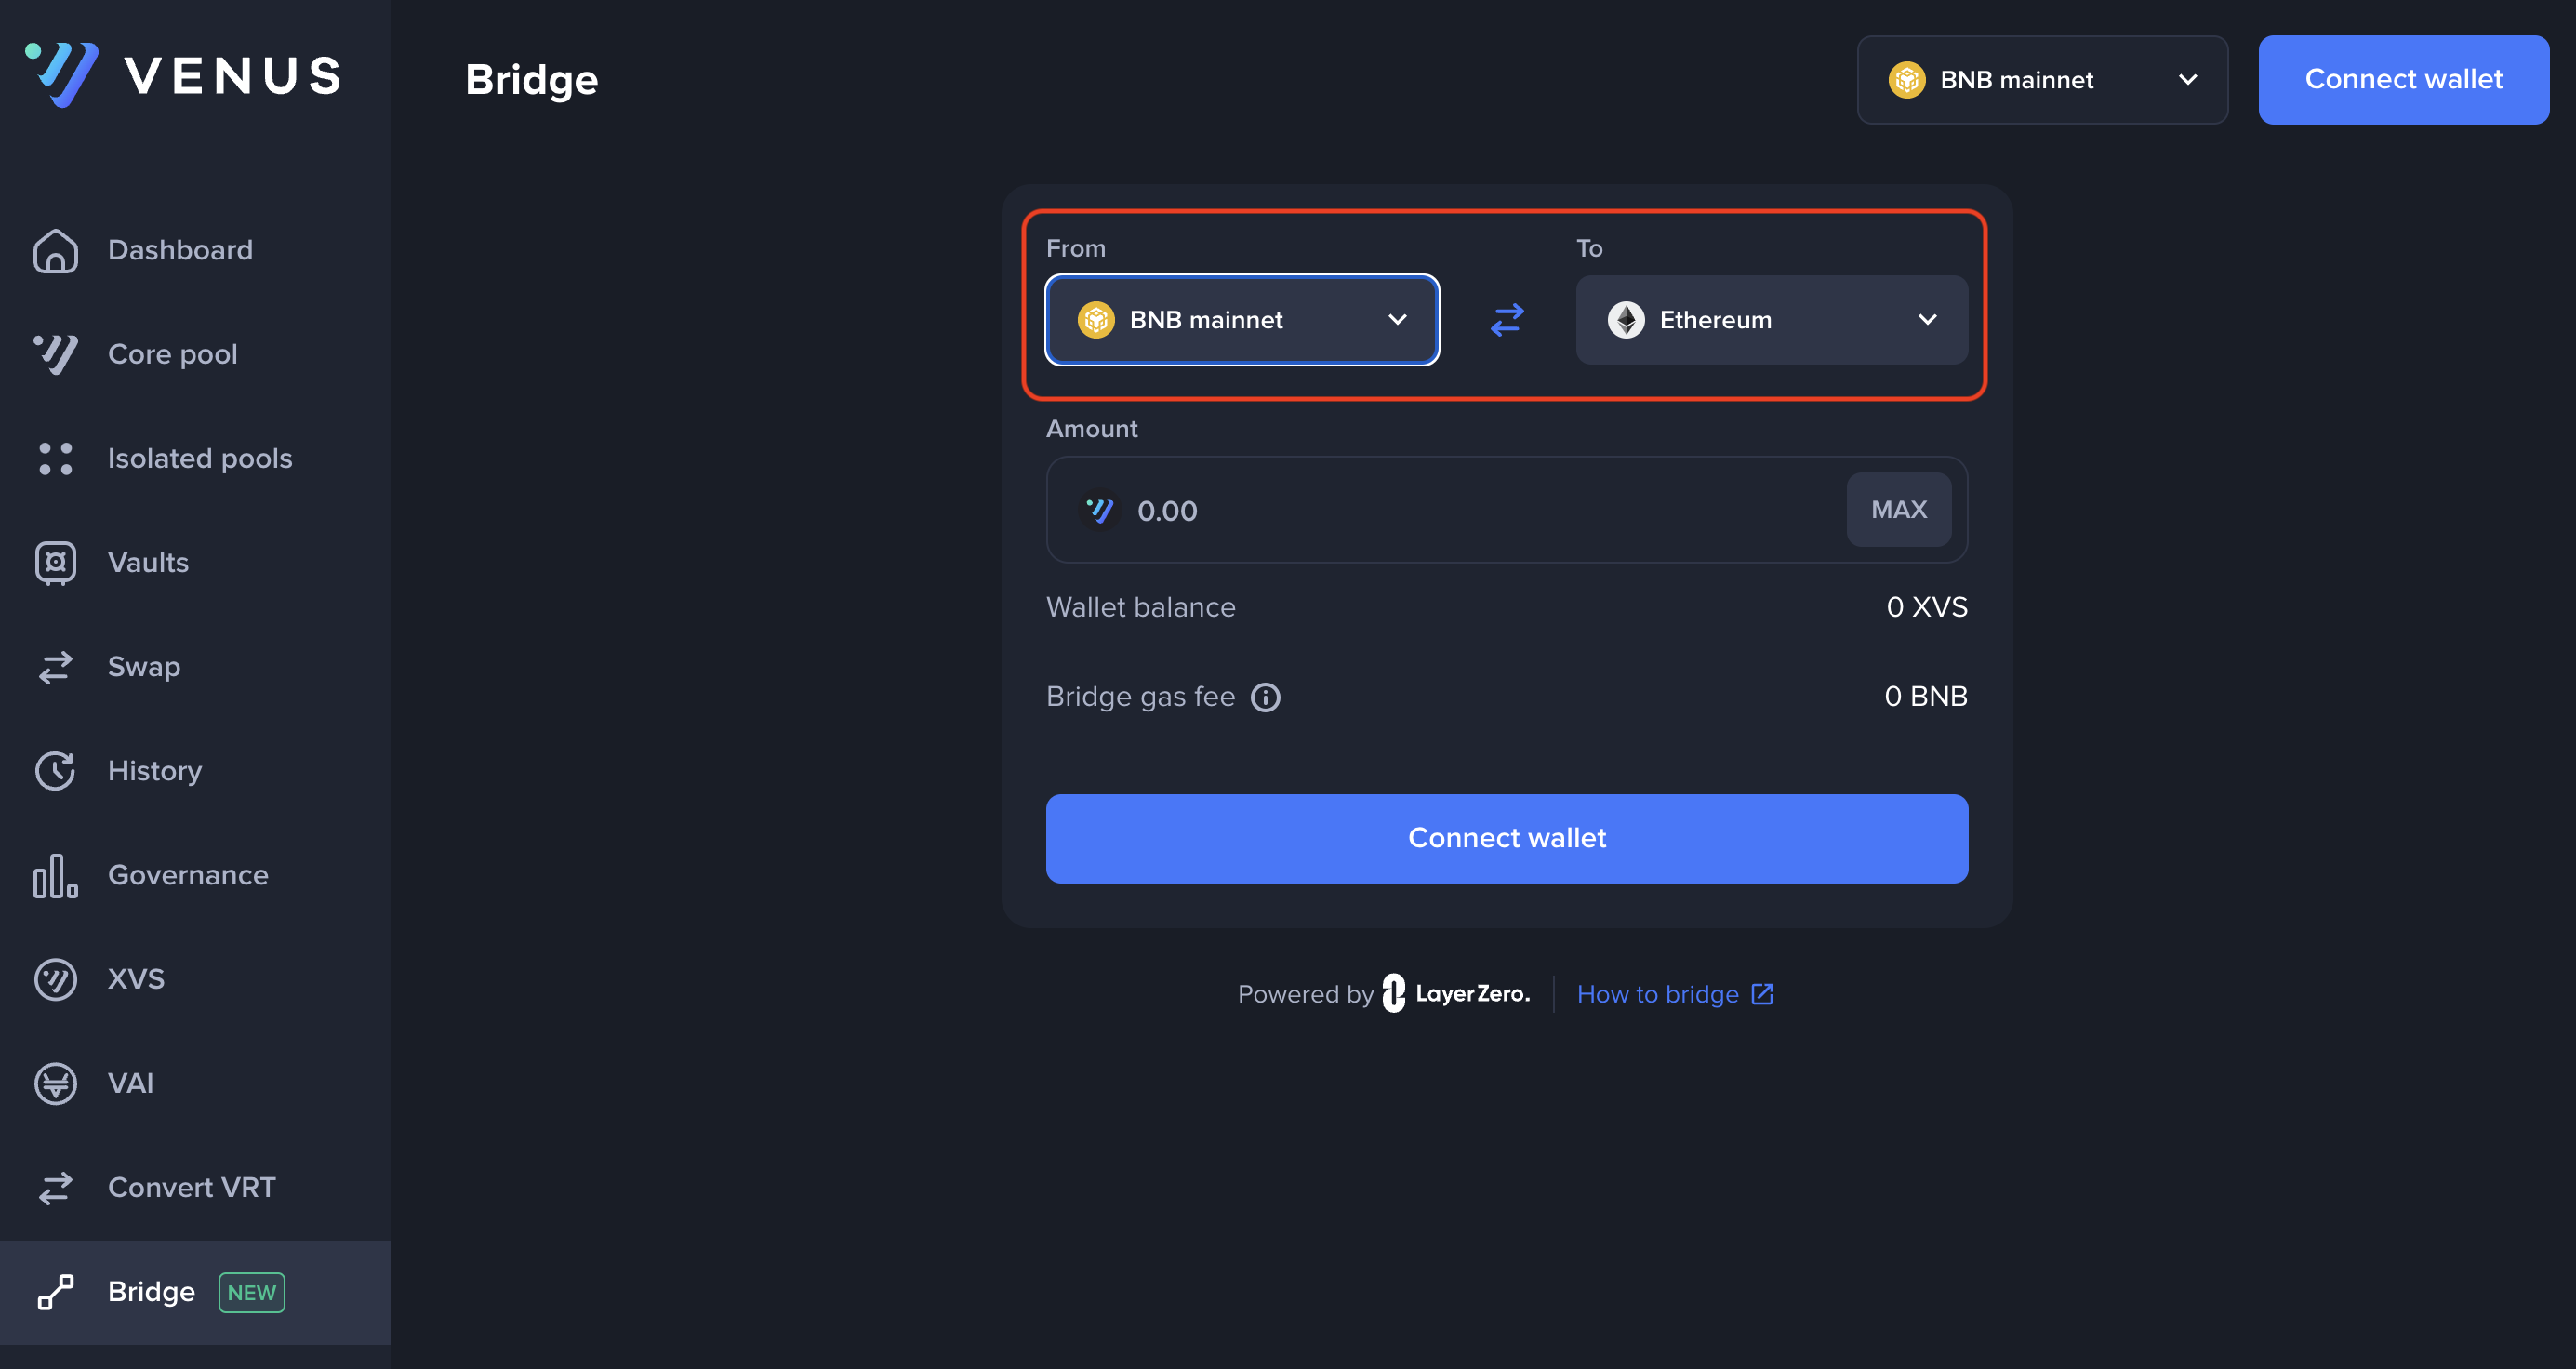 VENUS
Bridge
BNB mainnet
Connect wallet
Dashboard
Core pool
Isolated pools
Vaults
Swap
History
Governance
XVS
VAI
Convert VRT
Bridge NEW
From
To
BNB mainnet
Ethereum
Amount
0.00
MAX
Wallet balance
0 XVS
Bridge gas fee
0 BNB
Connect wallet
Powered by LayerZero.
How to bridge